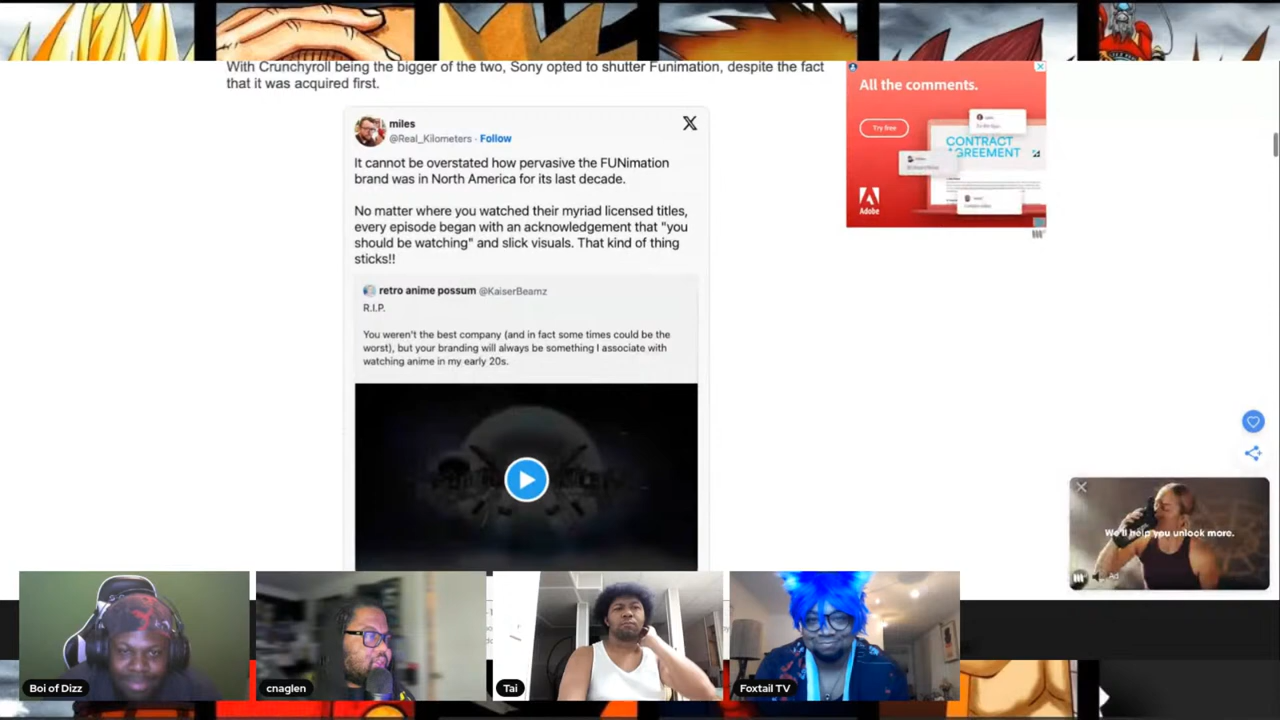 With Crunchyroll being the bigger of the two, Sony opted to shutter Funimation, despite the fact
that it was acquired first.
miles
@Real_Kilometers · Follow
It cannot be overstated how pervasive the FUNimation
brand was in North America for its last decade.
No matter where you watched their myriad licensed titles,
every episode began with an acknowledgement that "you
should be watching" and slick visuals. That kind of thing
sticks!!
retro anime possum @KaiserBeamz
R.I.P.
You weren't the best company (and in fact some times could be the
worst), but your branding will always be something I associate with
watching anime in my early 20s.
All the comments.
Try free
CONTRACT
AGREEMENT
Adobe
We'll help you unlock more.
Ad
Boi of Dizz
cnaglen
Tai
Foxtail TV